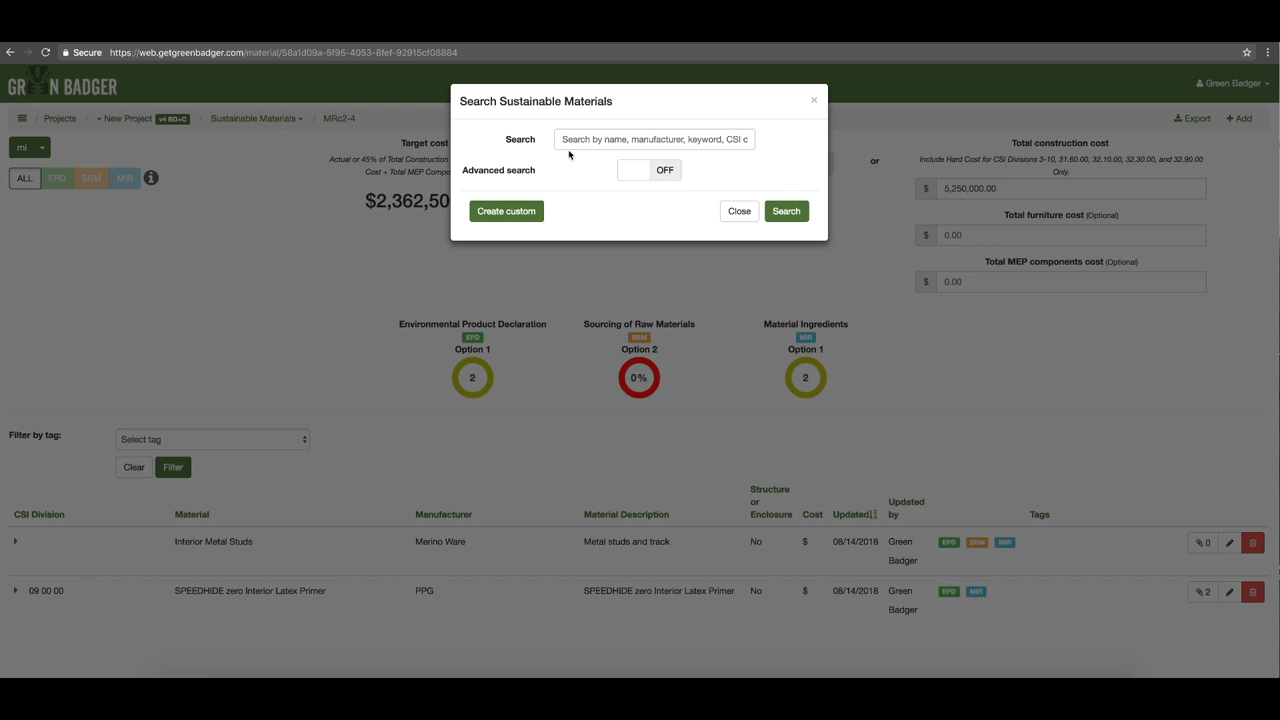 Secure https://web.getgreenbadger.com/material/58a1d09a-5f95-4053-8fef-92915cf08884
GREEN BADGER
Green Badger
Projects / New Project v4 BD+C / Sustainable Materials / MRc2-4
Export + Add
Search Sustainable Materials ×
Search Search by name, manufacturer, keyword, CSI c
Advanced search OFF
Create custom Close Search
mi
ALL EPD SRM MIR
Target cost
Actual or 45% of Total Construction
Cost + Total MEP Compo
$2,362,50
or
Total construction cost
Include Hard Cost for CSI Divisions 3-10, 31.60.00, 32.10.00, 32.30.00, and 32.90.00
Only.
$ 5,250,000.00
Total furniture cost (Optional)
$ 0.00
Total MEP components cost (Optional)
$ 0.00
Environmental Product Declaration Sourcing of Raw Materials Material Ingredients
EPD SRM MIR
Option 1 Option 2 Option 1
2 0% 2
Filter by tag: Select tag
Clear Filter
CSI Division Material Manufacturer Material Description Structure or Enclosure Cost Updated Updated by Tags
Interior Metal Studs Merino Ware Metal studs and track No $ 08/14/2018 Green Badger EPD SRM MIR 0
09 00 00 SPEEDHIDE zero Interior Latex Primer PPG SPEEDHIDE zero Interior Latex Primer No $ 08/14/2018 Green Badger EPD MIR 2